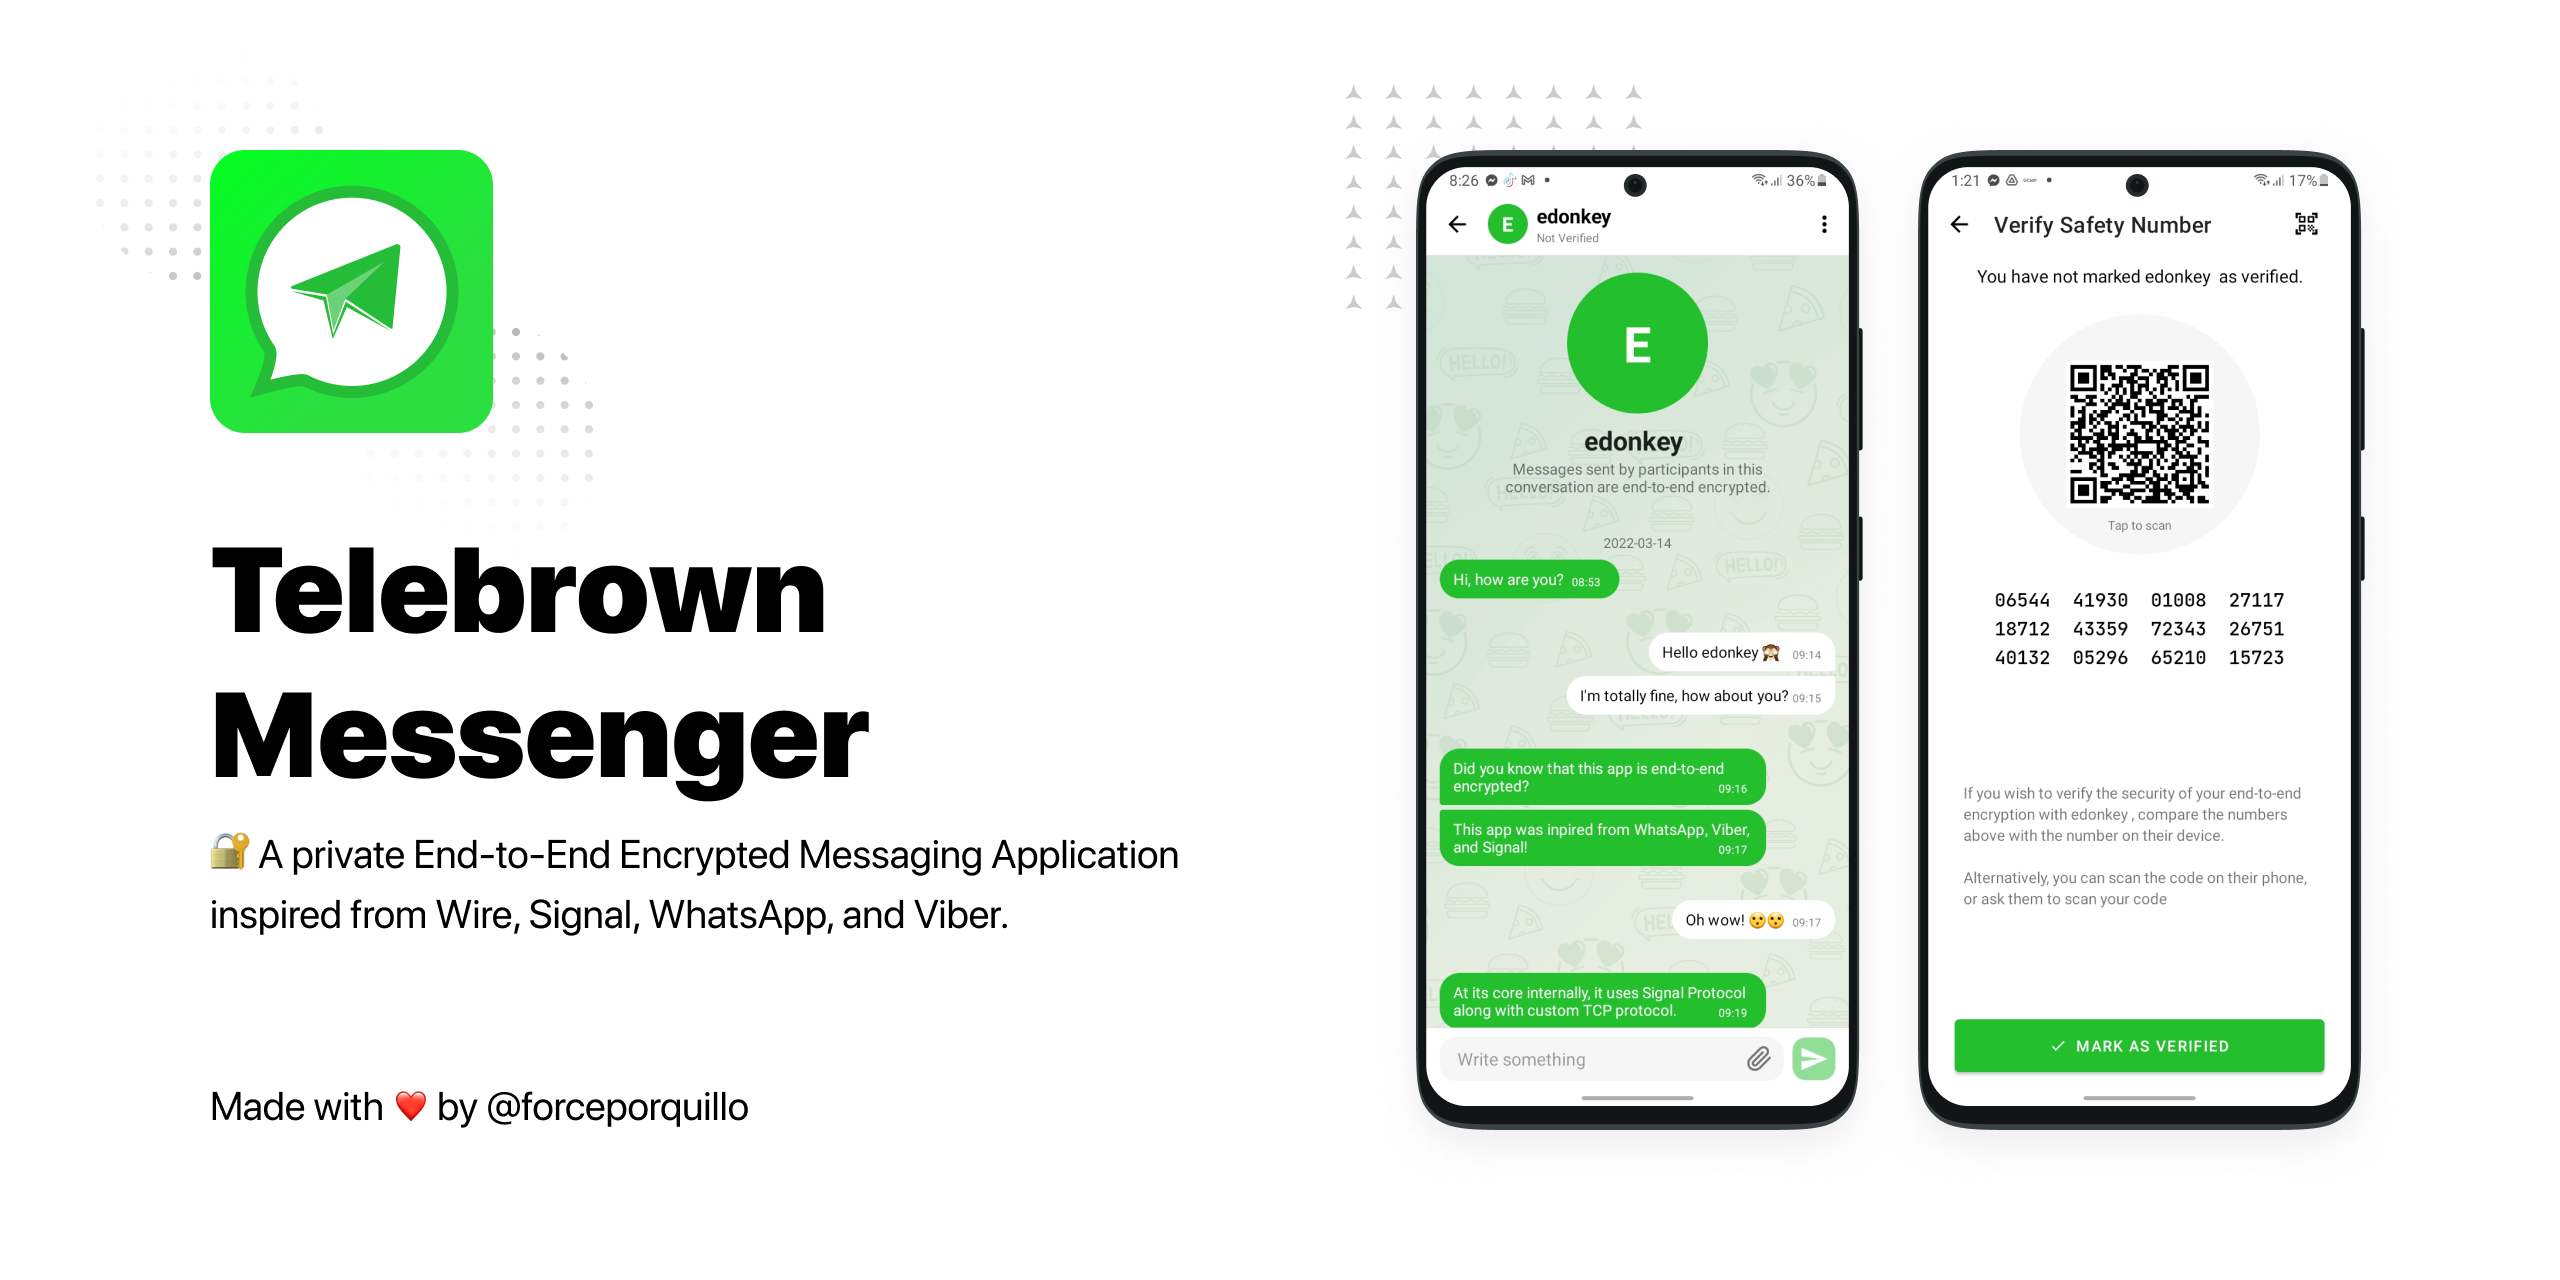 Telebrown
Messenger
🔐 A private End-to-End Encrypted Messaging Application
inspired from Wire, Signal, WhatsApp, and Viber.
Made with ❤️ by @forceporquillo
8:26 36%
E edonkey
Not Verified
E
edonkey
Messages sent by participants in this
conversation are end-to-end encrypted.
2022-03-14
Hi, how are you? 08:53
Hello edonkey 🙈 09:14
I'm totally fine, how about you? 09:15
Did you know that this app is end-to-end
encrypted? 09:16
This app was inpired from WhatsApp, Viber,
and Signal! 09:17
Oh wow! 😯😯 09:17
At its core internally, it uses Signal Protocol
along with custom TCP protocol. 09:19
Write something
1:21 17%
Verify Safety Number
You have not marked edonkey as verified.
Tap to scan
06544 41930 01008 27117
18712 43359 72343 26751
40132 05296 65210 15723
If you wish to verify the security of your end-to-end
encryption with edonkey , compare the numbers
above with the number on their device.
Alternatively, you can scan the code on their phone,
or ask them to scan your code
MARK AS VERIFIED
HELLO!
HELLO!